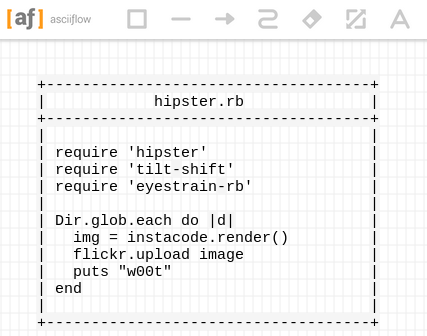 [af] asciiflow A
+------------------------------------+
|            hipster.rb              |
+------------------------------------+
|                                    |
| require 'hipster'                  |
| require 'tilt-shift'               |
| require 'eyestrain-rb'             |
|                                    |
| Dir.glob.each do |d|               |
|   img = instacode.render()         |
|   flickr.upload image              |
|   puts "w00t"                      |
| end                                |
|                                    |
+------------------------------------+